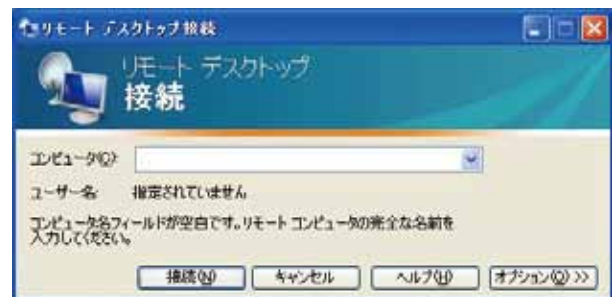 リモート デスクトップ接続
リモート デスクトップ
接続
コンピュータ(C):
ユーザー名: 指定されていません
コンピュータ名フィールドが空白です。リモート コンピュータの完全な名前を
入力してください。
接続(N) キャンセル ヘルプ(H) オプション(O) >>